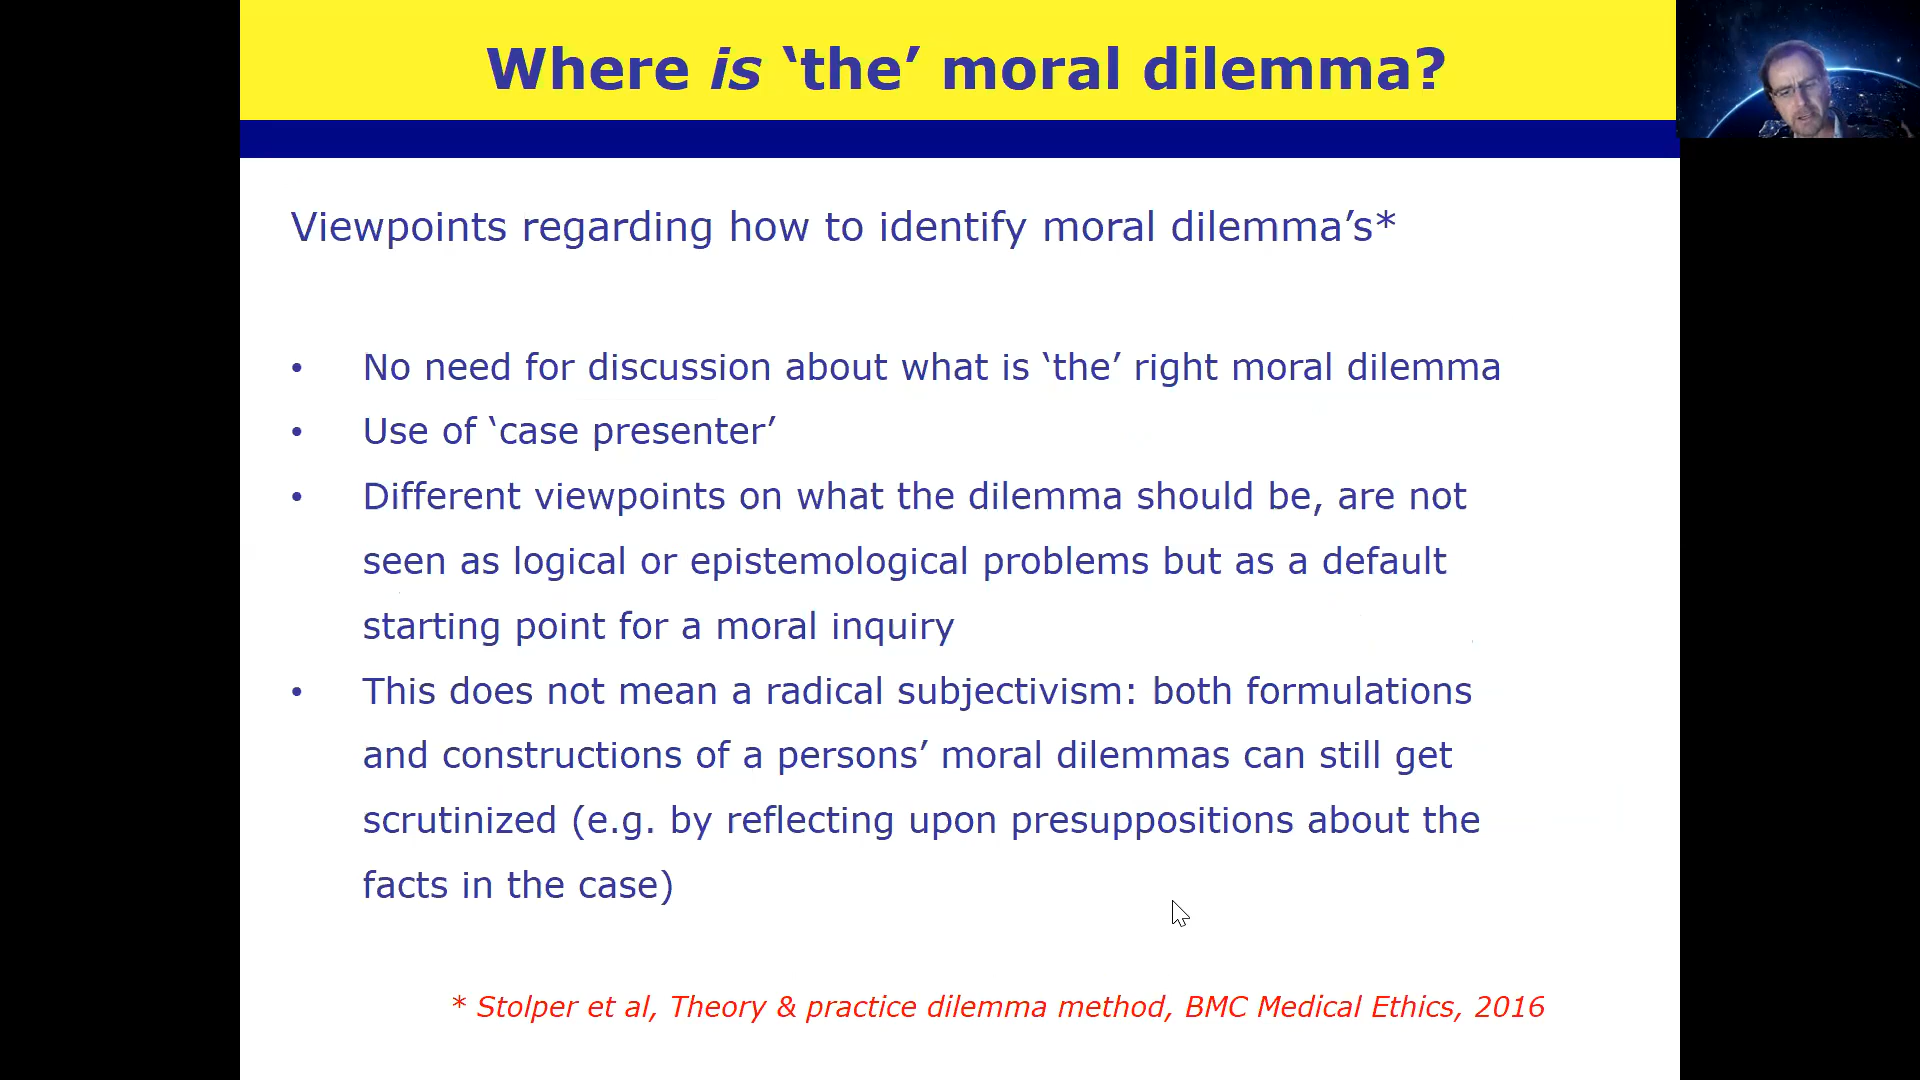 Where is ‘the’ moral dilemma?
Viewpoints regarding how to identify moral dilemma’s*
• No need for discussion about what is ‘the’ right moral dilemma
• Use of ‘case presenter’
• Different viewpoints on what the dilemma should be, are not
seen as logical or epistemological problems but as a default
starting point for a moral inquiry
• This does not mean a radical subjectivism: both formulations
and constructions of a persons’ moral dilemmas can still get
scrutinized (e.g. by reflecting upon presuppositions about the
facts in the case)
* Stolper et al, Theory & practice dilemma method, BMC Medical Ethics, 2016